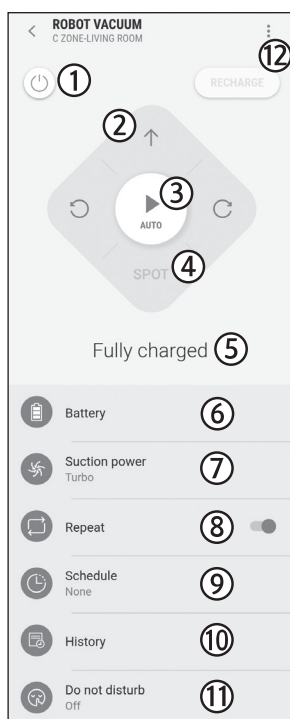 ROBOT VACUUM
C ZONE-LIVING ROOM
⑫
① RECHARGE
②
③
AUTO
SPOT ④
Fully charged ⑤
Battery ⑥
Suction power ⑦
Turbo
Repeat ⑧
Schedule ⑨
None
History ⑩
Do not disturb ⑪
Off